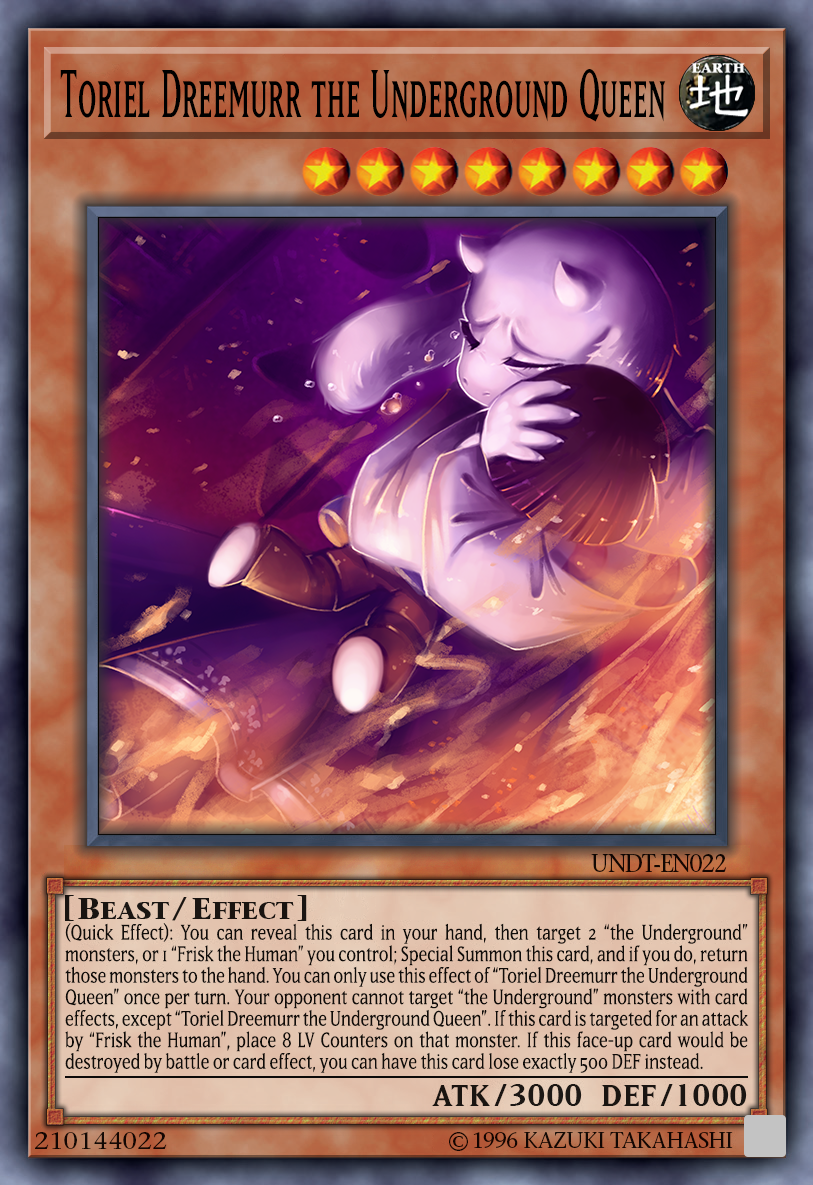 Toriel Dreemurr the Underground Queen
EARTH
地
UNDT-EN022
[Beast / Effect]
(Quick Effect): You can reveal this card in your hand, then target 2 “the Underground”
monsters, or 1 “Frisk the Human” you control; Special Summon this card, and if you do, return
those monsters to the hand. You can only use this effect of “Toriel Dreemurr the Underground
Queen” once per turn. Your opponent cannot target “the Underground” monsters with card
effects, except “Toriel Dreemurr the Underground Queen”. If this card is targeted for an attack
by “Frisk the Human”, place 8 LV Counters on that monster. If this face-up card would be
destroyed by battle or card effect, you can have this card lose exactly 500 DEF instead.
ATK/3000 DEF/1000
210144022 © 1996 KAZUKI TAKAHASHI